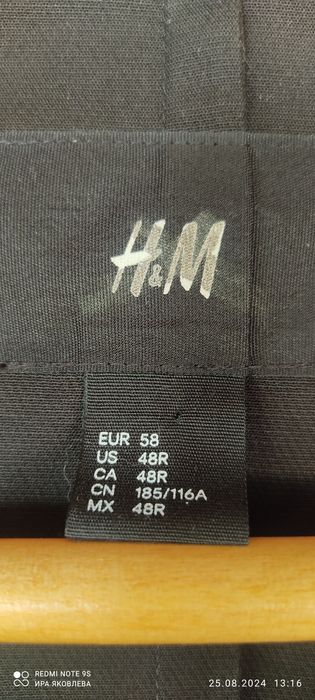 H&M
EUR 58
US 48R
CA 48R
CN 185/116A
MX 48R
REDMI NOTE 9S
ИРА ЯКОВЛЕВА
25.08.2024 13:16